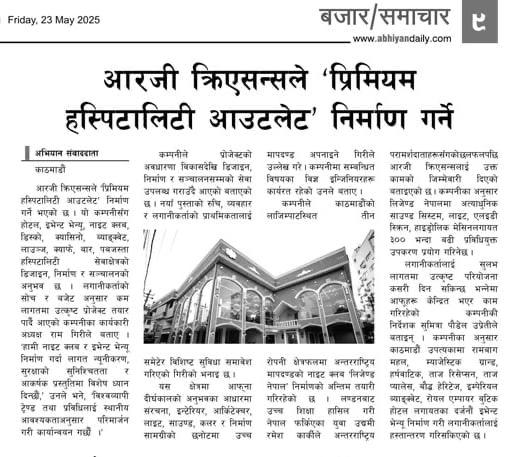 Friday, 23 May 2025
बजार/समाचार
९
www.abhiyandaily.com
आरजी क्रिएसन्सले ‘प्रिमियम
हस्पिटालिटी आउटलेट’ निर्माण गर्ने
अभियान संवाददाता
काठमाडौं
आरजी क्रिएसन्सले ‘प्रिमियम
हस्पिटालिटी आउटलेट’ निर्माण
गर्ने भएको छ । यो कम्पनीसँग
होटल, इभेन्ट भेन्यू, नाइट क्लब,
डिस्को, क्यासिनो, ब्याङ्क्वेट,
लाउञ्ज, क्याफे, बार, पबजस्ता
हस्पिटालिटी सेवाक्षेत्रको
डिजाइन, निर्माण र सञ्चालनको
अनुभव छ । लगानीकर्ताको
सोच र बजेट अनुसार कम
लागतमा उत्कृष्ट प्रोजेक्ट तयार
पार्दै आएको कम्पनीका कार्यकारी
अध्यक्ष राम गिरीले बताए ।
‘हामी नाइट क्लब र इभेन्ट भेन्यू
निर्माण गर्दा लागत न्यूनीकरण,
सुरक्षाको सुनिश्चितता र
आकर्षक प्रस्तुतिमा विशेष ध्यान
दिन्छौं,’ उनले भने, ‘विश्वव्यापी
ट्रेण्ड तथा प्रविधिलाई स्थानीय
आवश्यकताअनुसार परिमार्जन
गरी कार्यान्वयन गर्छौं ।’
कम्पनीले प्रोजेक्टको
अवधारणा विकासदेखि डिजाइन,
निर्माण र सञ्चालनसम्मको सेवा
उपलब्ध गराउँदै आएको बताएको
छ । नयाँ पुस्ताको रुचि, व्यवहार
र लगानीकर्ताको प्राथमिकतालाई
समेटेर विशिष्ट सुविधा समावेश
गरिएको गिरीको भनाइ छ ।
यस क्षेत्रमा आफ्ना
दीर्घकालको अनुभवका आधारमा
संरचना, इन्टेरियर, आर्किटेक्चर,
लाइट, साउण्ड, कलर र निर्माण
सामग्रीको छनोटमा उच्च
मापदण्ड अपनाइने गिरीले
उल्लेख गरे । कम्पनीमा सम्बन्धित
विषयका विज्ञ इन्जिनियरहरू
कार्यरत रहेको उनले बताए ।
कम्पनीले काठमाडौंको
लाजिम्पाटस्थित तीन
रोपनी क्षेत्रफलमा अन्तरराष्ट्रिय
मापदण्डको नाइट क्लब ‘लिजेण्ड
नेपाल’ निर्माणको अन्तिम तयारी
गरिरहेको छ । लण्डनबाट
उच्च शिक्षा हासिल गरी
नेपाल फर्किएका युवा उद्यमी
रमेश कार्कीले अन्तरराष्ट्रिय
परामर्शदाताहरूसँगकोछलफलपछि
आरजी क्रिएसन्सलाई उक्त
कामको जिम्मेवारी दिएको
बताइएको छ । कम्पनीका अनुसार
लिजेण्ड नेपालमा अत्याधुनिक
साउण्ड सिस्टम, लाइट, एलइडी
स्क्रिन, हाइड्रोलिक मेसिनलगायत
३०० भन्दा बढी प्रविधियुक्त
उपकरण प्रयोग गरिनेछ ।
लगानीकर्तालाई सुलभ
लागतमा उत्कृष्ट परियोजना
कसरी दिन सकिन्छ भन्नेमा
आफूहरू केन्द्रित भएर काम
गरिरहेको कम्पनीकी
निर्देशक सुमित्रा पौडेल उप्रेतीले
बताइन् । कम्पनीका अनुसार
काठमाडौं उपत्यकामा रामबाग
महल, म्याजेस्टिक ग्रान्ड,
हर्षवाटिक, ताज रिसेप्सन, ताज
प्यालेस, बौद्ध हेरिटेज, इम्पेरियल
ब्याङ्क्वेट, रोयल एम्पायर बुटिक
होटल लगायतका दर्जनौं इभेन्ट
भेन्यू निर्माण गरी लगानीकर्तालाई
हस्तान्तरण गरिसकिएको छ ।